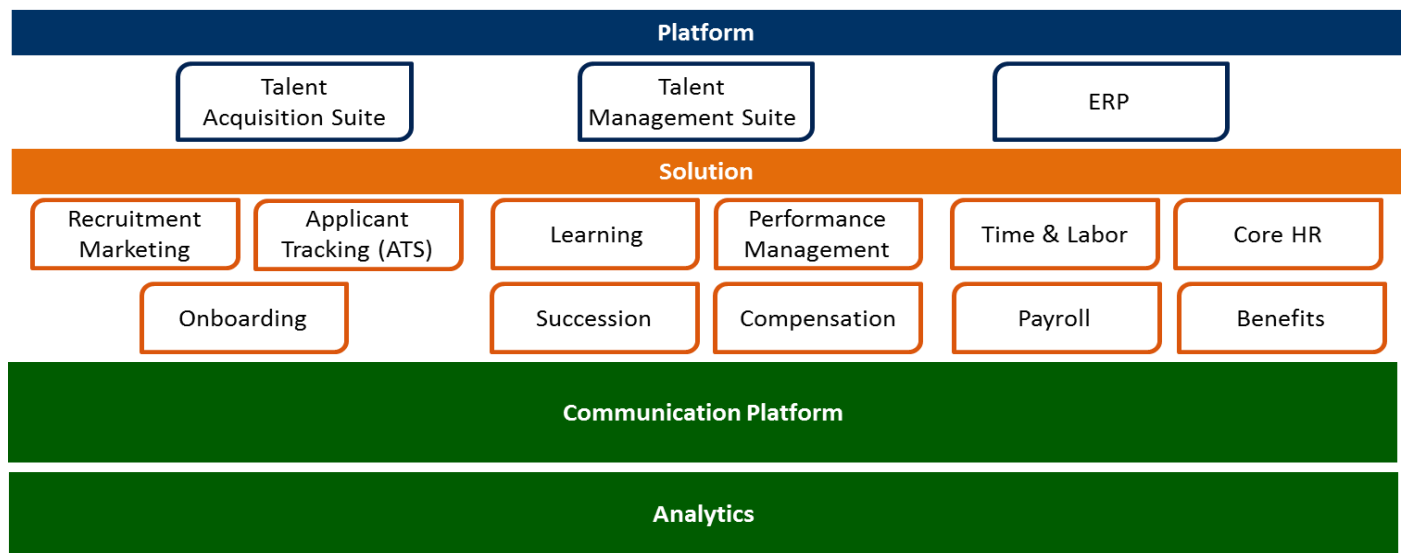 Platform
Talent
Acquisition Suite
Talent
Management Suite
ERP
Solution
Recruitment
Marketing
Applicant
Tracking (ATS)
Learning
Performance
Management
Time & Labor
Core HR
Onboarding
Succession
Compensation
Payroll
Benefits
Communication Platform
Analytics